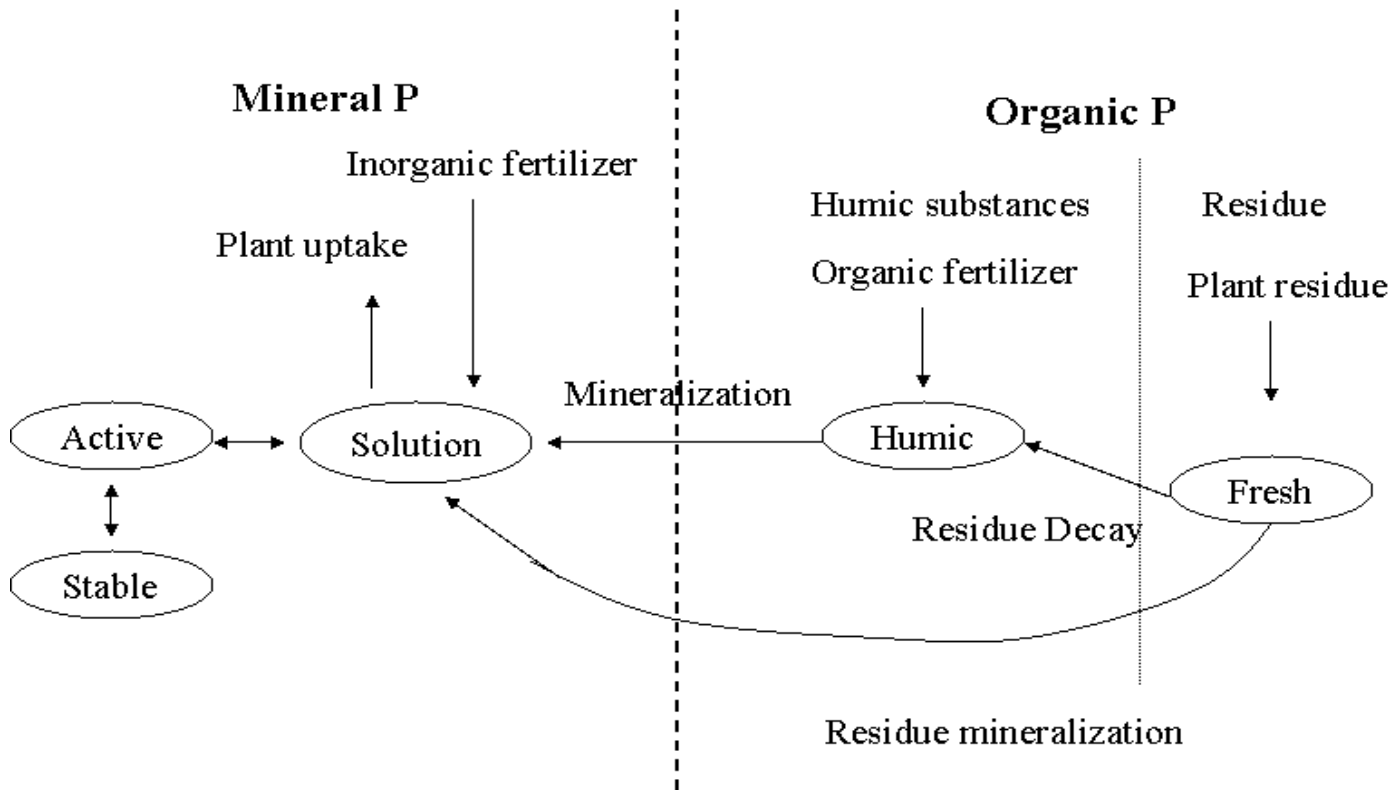 Mineral P
Organic P
Inorganic fertilizer
Plant uptake
Humic substances
Residue
Organic fertilizer
Plant residue
Mineralization
Active
Solution
Humic
Fresh
Residue Decay
Stable
Residue mineralization